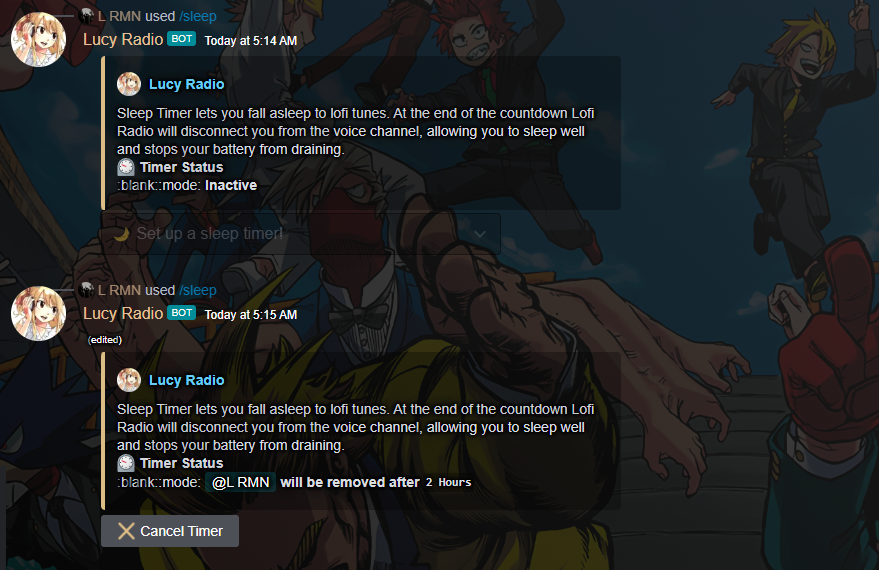 L RMN used /sleep
Lucy Radio BOT Today at 5:14 AM
Lucy Radio
Sleep Timer lets you fall asleep to lofi tunes. At the end of the countdown Lofi
Radio will disconnect you from the voice channel, allowing you to sleep well
and stops your battery from draining.
Timer Status
:blank::mode: Inactive
Set up a sleep timer!
L RMN used /sleep
Lucy Radio BOT Today at 5:15 AM
(edited)
Lucy Radio
Sleep Timer lets you fall asleep to lofi tunes. At the end of the countdown Lofi
Radio will disconnect you from the voice channel, allowing you to sleep well
and stops your battery from draining.
Timer Status
:blank::mode: @L RMN will be removed after 2 Hours
Cancel Timer